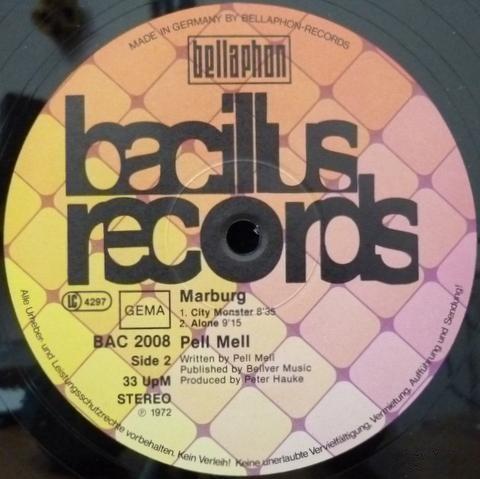 MADE IN GERMANY BY BELLAPHON-RECORDS
bellaphon
bacillus
records
LC 4297
GEMA
Marburg
1. City Monster 8'35
2. Alone 9'15
BAC 2008 Pell Mell
Side 2
Written by Pell Mell
Published by Bellver Music
33 UpM
Produced by Peter Hauke
STEREO
℗ 1972
Alle Urheber und Leistungsschutzrechte vorbehalten. Kein Verleih! Keine unerlaubte Vervielfältigung, Vermietung, Aufführung und Sendung!